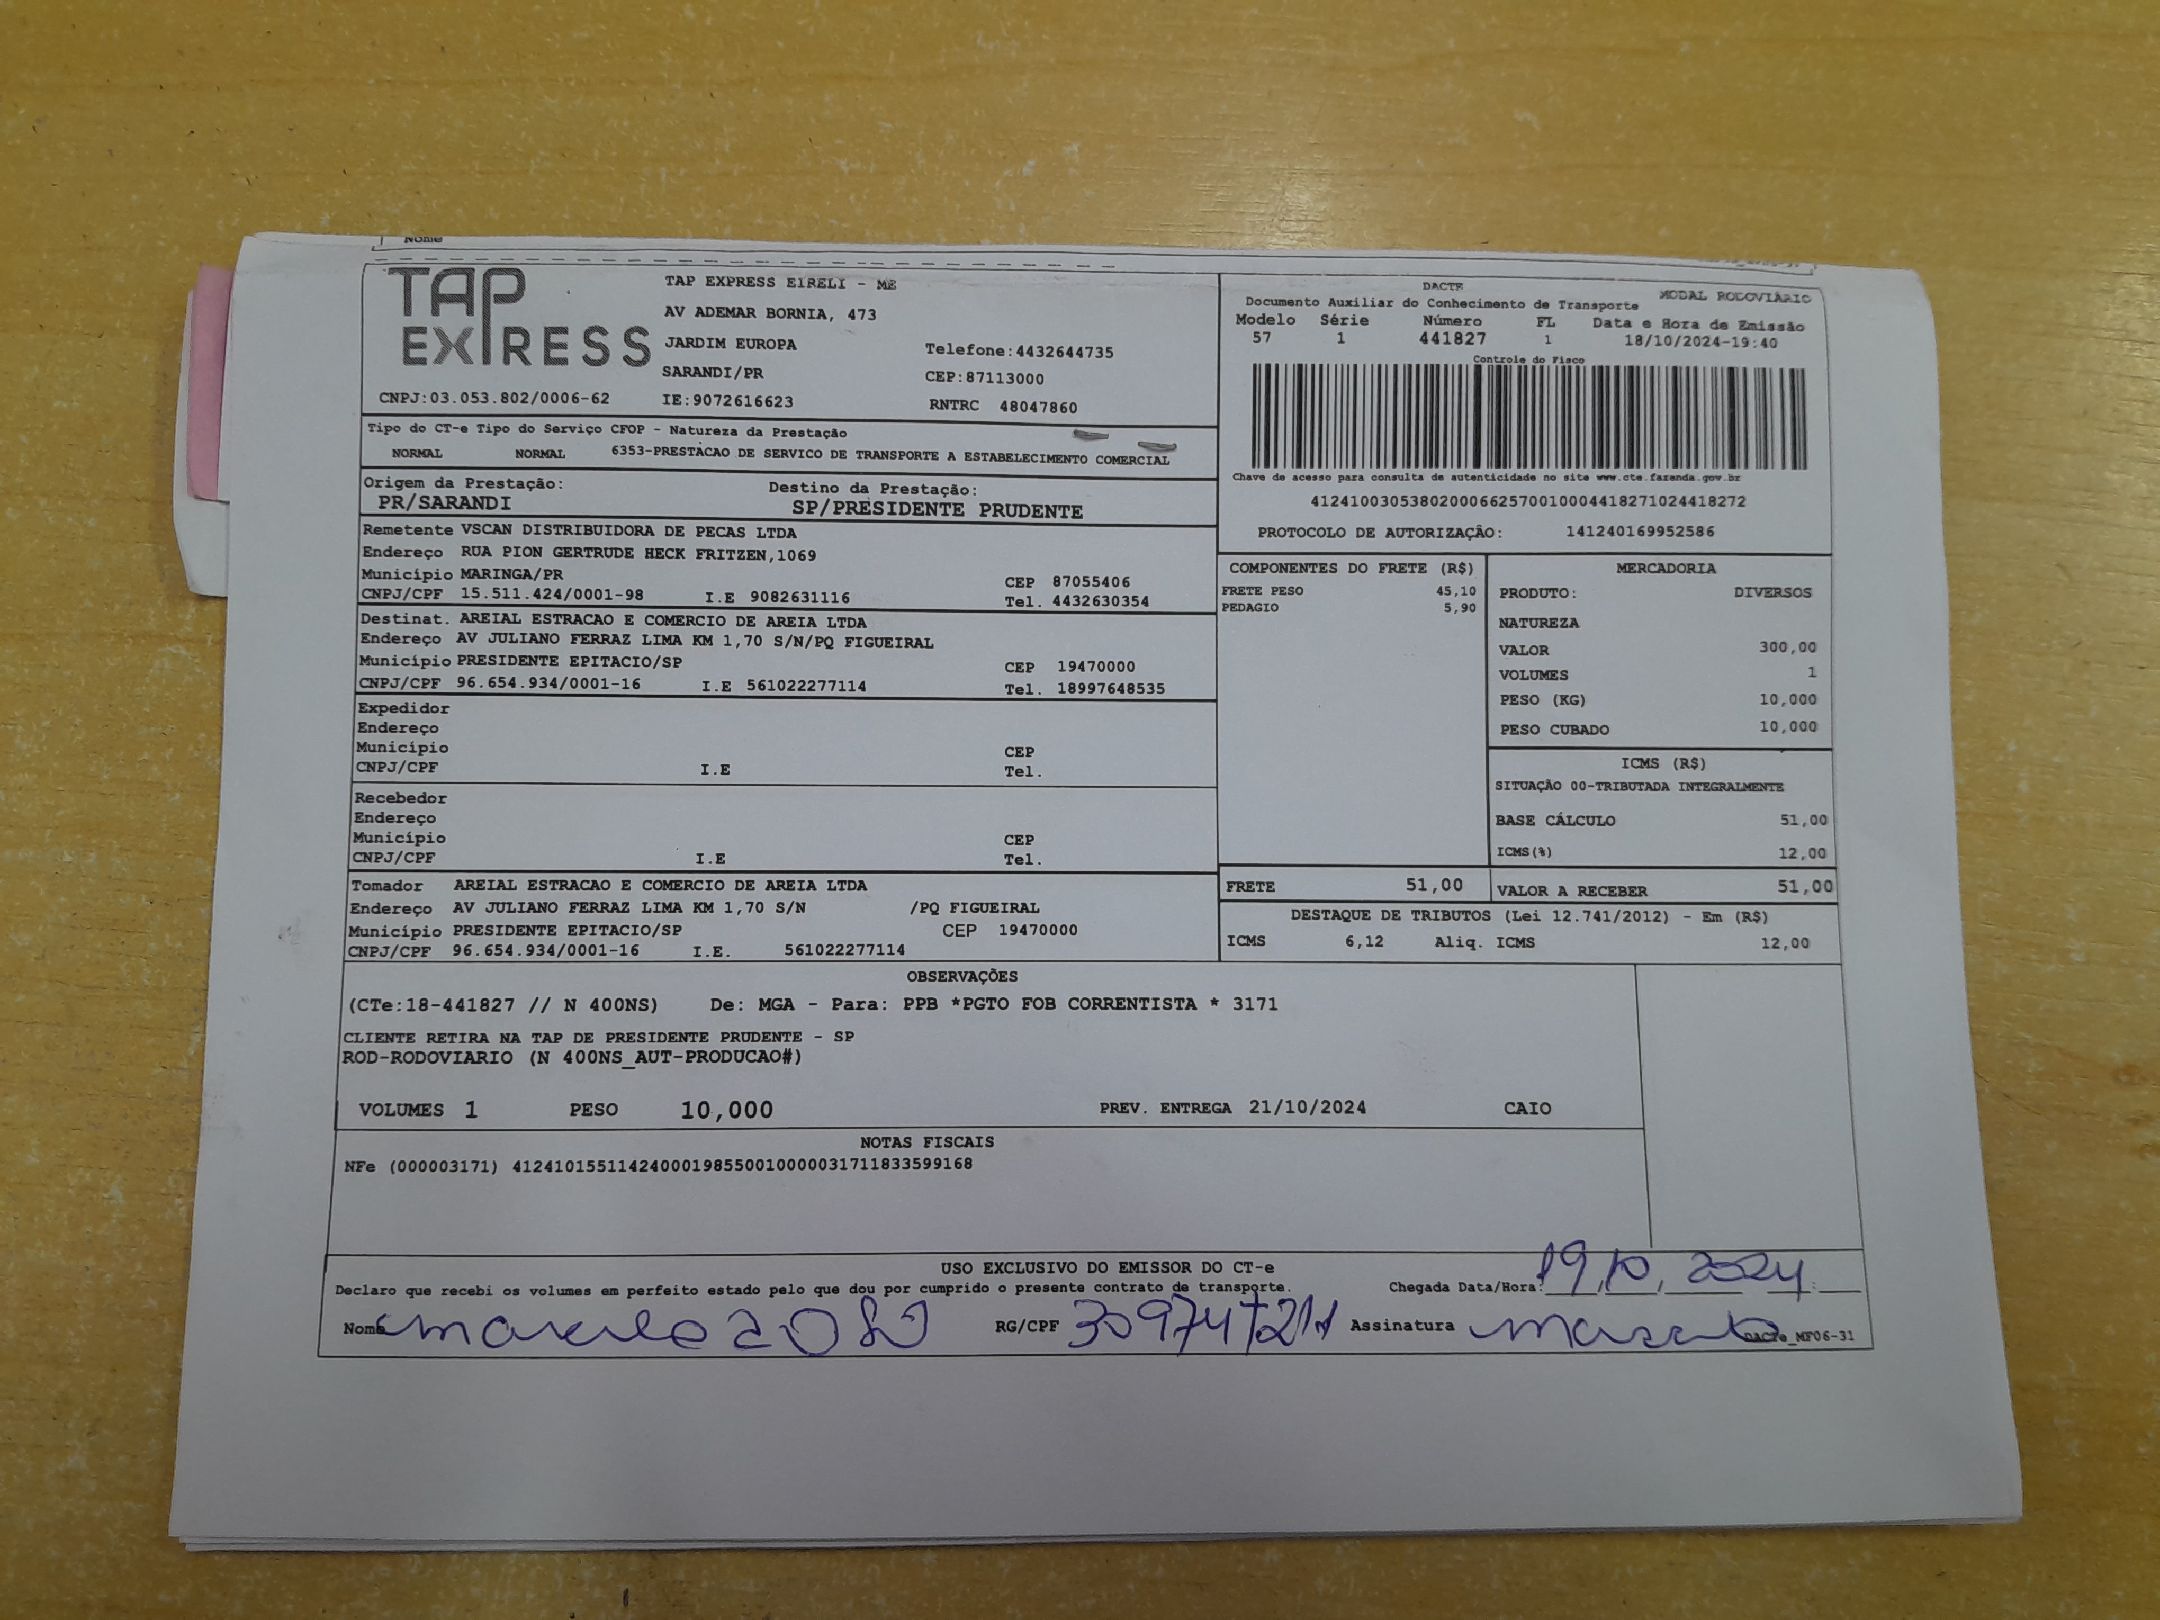 Nome
TAP
EXPRESS
TAP EXPRESS EIRELI - ME
AV ADEMAR BORNIA, 473
JARDIM EUROPA
Telefone:4432644735
SARANDI/PR
CEP:87113000
CNPJ:03.053.802/0006-62
IE:9072616623
RNTRC 48047860
DACTE
Documento Auxiliar do Conhecimento de Transporte
MODAL RODOVIÁRIO
Modelo Série Número FL Data e Hora de Emissão
57 1 441827 1 18/10/2024-19:40
Controle do Fisco
Chave de acesso para consulta de autenticidade no site www.cte.fazenda.gov.br
41241003053802000662570010004418271024418272
PROTOCOLO DE AUTORIZAÇÃO: 141240169952586
Tipo do CT-e Tipo do Serviço CFOP - Natureza da Prestação
NORMAL NORMAL 6353-PRESTACAO DE SERVICO DE TRANSPORTE A ESTABELECIMENTO COMERCIAL
Origem da Prestação: Destino da Prestação:
PR/SARANDI SP/PRESIDENTE PRUDENTE
Remetente VSCAN DISTRIBUIDORA DE PECAS LTDA
Endereço RUA PION GERTRUDE HECK FRITZEN,1069
Município MARINGA/PR CEP 87055406
CNPJ/CPF 15.511.424/0001-98 I.E 9082631116 Tel. 4432630354
Destinat. AREIAL ESTRACAO E COMERCIO DE AREIA LTDA
Endereço AV JULIANO FERRAZ LIMA KM 1,70 S/N/PQ FIGUEIRAL
Município PRESIDENTE EPITACIO/SP CEP 19470000
CNPJ/CPF 96.654.934/0001-16 I.E 561022277114 Tel. 18997648535
Expedidor
Endereço
Município CEP
CNPJ/CPF I.E Tel.
Recebedor
Endereço
Município CEP
CNPJ/CPF I.E Tel.
Tomador AREIAL ESTRACAO E COMERCIO DE AREIA LTDA
Endereço AV JULIANO FERRAZ LIMA KM 1,70 S/N /PQ FIGUEIRAL
Município PRESIDENTE EPITACIO/SP CEP 19470000
CNPJ/CPF 96.654.934/0001-16 I.E. 561022277114
COMPONENTES DO FRETE (R$)
FRETE PESO 45,10
PEDAGIO 5,90
MERCADORIA
PRODUTO: DIVERSOS
NATUREZA
VALOR 300,00
VOLUMES 1
PESO (KG) 10,000
PESO CUBADO 10,000
ICMS (R$)
SITUAÇÃO 00-TRIBUTADA INTEGRALMENTE
BASE CÁLCULO 51,00
ICMS(%) 12,00
FRETE 51,00 VALOR A RECEBER 51,00
DESTAQUE DE TRIBUTOS (Lei 12.741/2012) - Em (R$)
ICMS 6,12 Aliq. ICMS 12,00
OBSERVAÇÕES
(CTe:18-441827 // N 400NS) De: MGA - Para: PPB *PGTO FOB CORRENTISTA * 3171
CLIENTE RETIRA NA TAP DE PRESIDENTE PRUDENTE - SP
ROD-RODOVIARIO (N 400NS_AUT-PRODUCAO#)
VOLUMES 1 PESO 10,000 PREV. ENTREGA 21/10/2024 CAIO
NOTAS FISCAIS
NFe (000003171) 41241015511424000198550010000031711833599168
USO EXCLUSIVO DO EMISSOR DO CT-e
Declaro que recebi os volumes em perfeito estado pelo que dou por cumprido o presente contrato de transporte. Chegada Data/Hora: 19,10,2024
Nome RG/CPF Assinatura DACTe_MF06-31